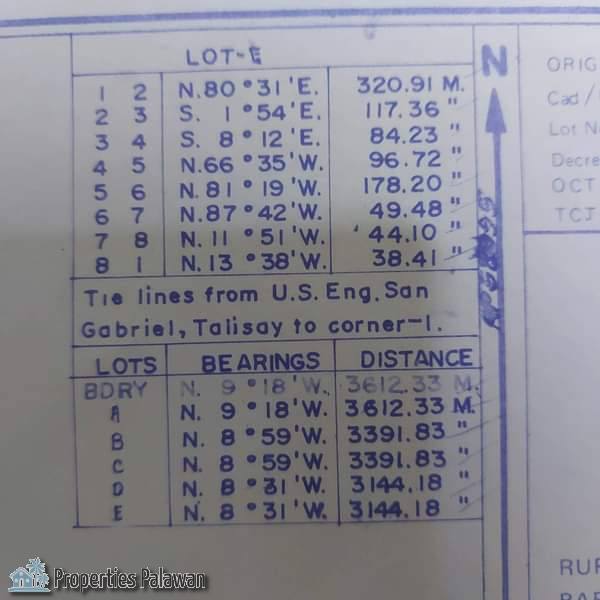 LOT-E
1 2 N.80°31'E. 320.91 M.
2 3 S. 1°54'E. 117.36 "
3 4 S. 8°12'E. 84.23 "
4 5 N.66°35'W. 96.72 "
5 6 N.81°19'W. 178.20 "
6 7 N.87°42'W. 49.48 "
7 8 N.11°51'W. 44.10 "
8 1 N.13°38'W. 38.41 "
Tie lines from U.S. Eng. San
Gabriel, Talisay to corner-1.
LOTS BEARINGS DISTANCE
BDRY N. 9°18'W. 3612.33 M.
A N. 9°18'W. 3612.33 M.
B N. 8°59'W. 3391.83 "
C N. 8°59'W. 3391.83 "
D N. 8°31'W. 3144.18 "
E N. 8°31'W. 3144.18 "
N
ORIG
Cad/
Lot N
Decre
OCT
TCJ
RUF
Properties Palawan